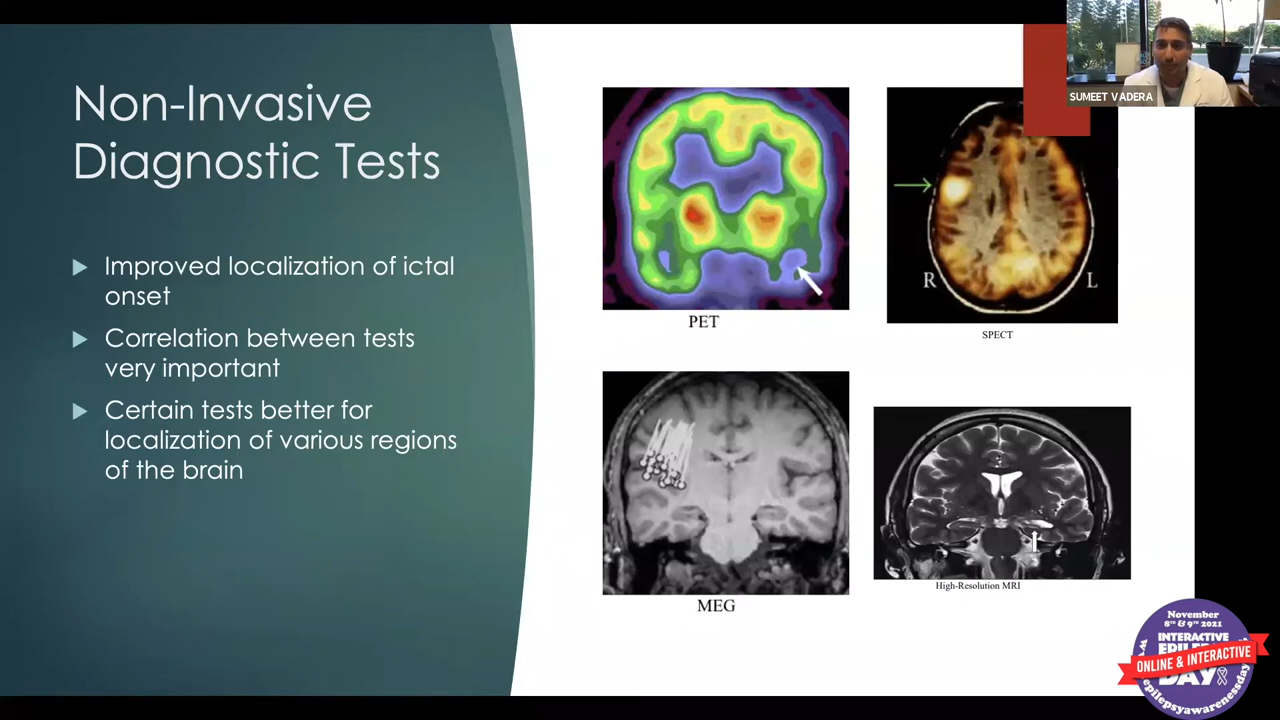 Non-Invasive
Diagnostic Tests
Improved localization of ictal
onset
Correlation between tests
very important
Certain tests better for
localization of various regions
of the brain
PET
R
L
SPECT
MEG
High-Resolution MRI
SUMEET VADERA
November
8TH & 9TH 2021
INTERACTIVE
ONLINE & INTERACTIVE
DAY
epilepsyawarenessday